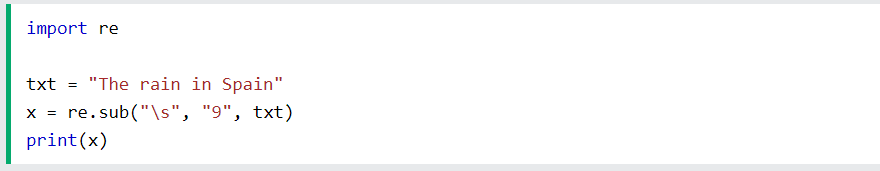 import re
txt = "The rain in Spain"
x = re.sub("\s", "9", txt)
print(x)